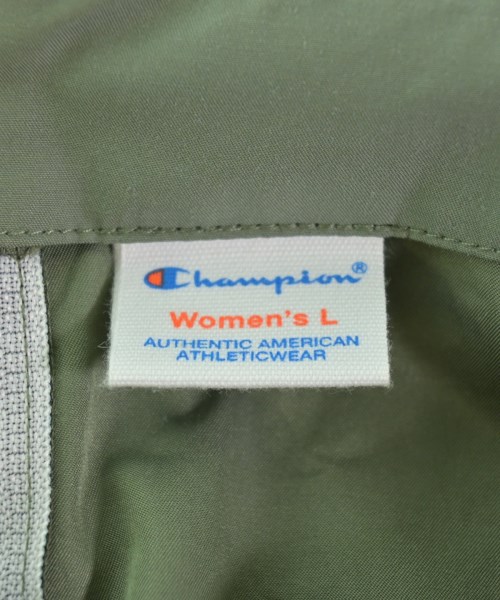 Champion®
Women's L
AUTHENTIC AMERICAN
ATHLETICWEAR